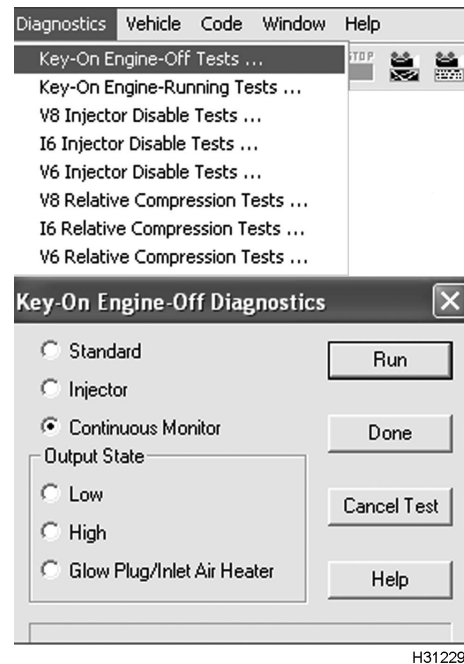 Diagnostics Vehicle Code Window Help
Key-On Engine-Off Tests ...
STOP
Key-On Engine-Running Tests ...
V8 Injector Disable Tests ...
I6 Injector Disable Tests ...
V6 Injector Disable Tests ...
V8 Relative Compression Tests ...
I6 Relative Compression Tests ...
V6 Relative Compression Tests ...
Key-On Engine-Off Diagnostics
Standard
Run
Injector
Continuous Monitor
Done
Output State
Low
Cancel Test
High
Glow Plug/Inlet Air Heater
Help
H31229